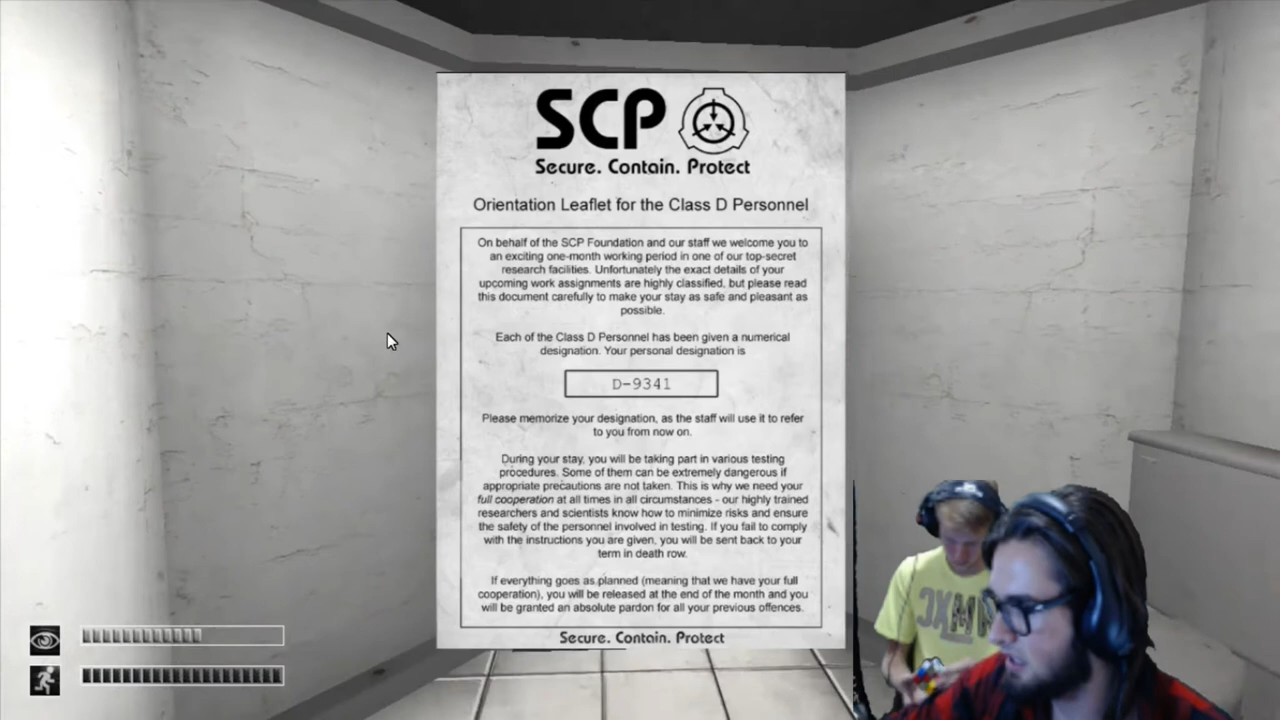 SCP
Secure. Contain. Protect
Orientation Leaflet for the Class D Personnel
On behalf of the SCP Foundation and our staff we welcome you to
an exciting one-month working period in one of our top-secret
research facilities. Unfortunately the exact details of your
upcoming work assignments are highly classified, but please read
this document carefully to make your stay as safe and pleasant as
possible.
Each of the Class D Personnel has been given a numerical
designation. Your personal designation is
D-9341
Please memorize your designation, as the staff will use it to refer
to you from now on.
During your stay, you will be taking part in various testing
procedures. Some of them can be extremely dangerous if
appropriate precautions are not taken. This is why we need your
full cooperation at all times in all circumstances - our highly trained
researchers and scientists know how to minimize risks and ensure
the safety of the personnel involved in testing. If you fail to comply
with the instructions you are given, you will be sent back to your
term in death row.
If everything goes as planned (meaning that we have your full
cooperation), you will be released at the end of the month and you
will be granted an absolute pardon for all your previous offences.
Secure. Contain. Protect